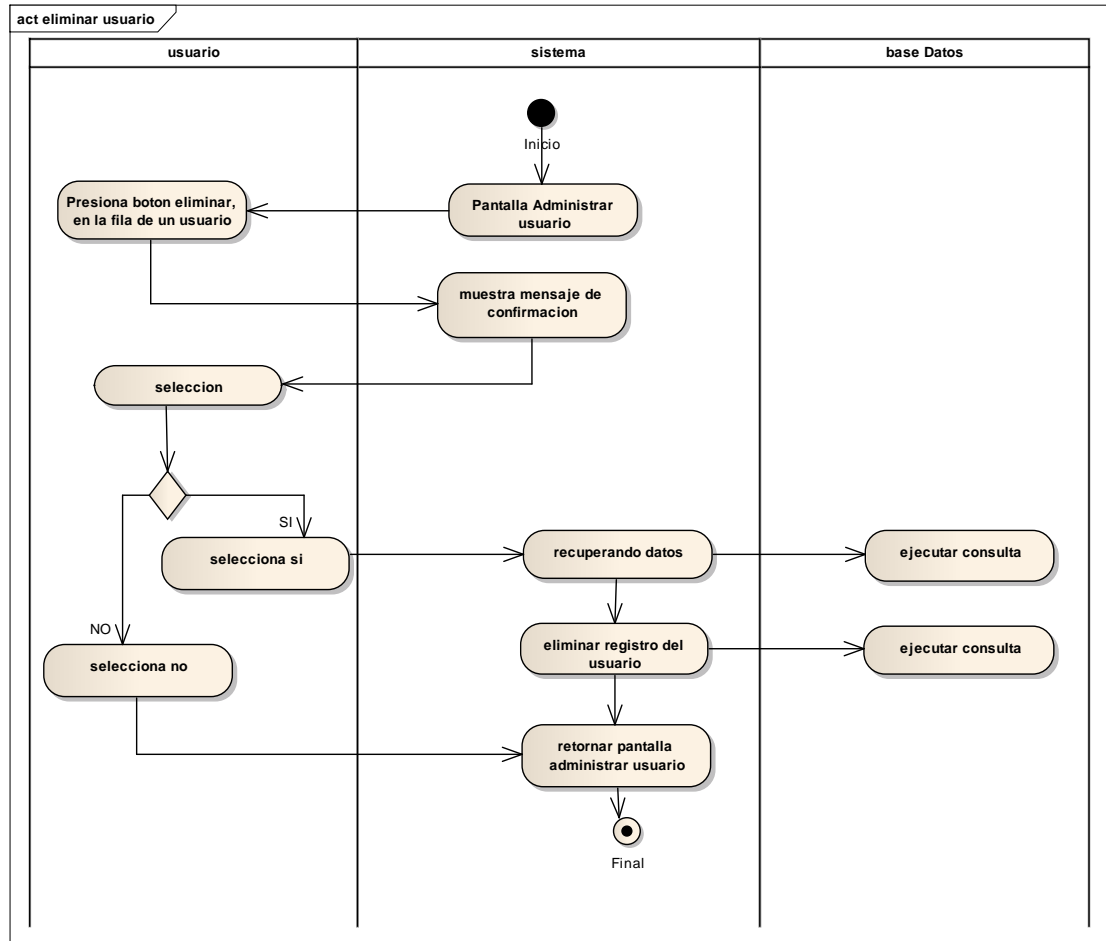 act eliminar usuario
usuario
sistema
base Datos
Inicio
Presiona boton eliminar,
en la fila de un usuario
Pantalla Administrar
usuario
muestra mensaje de
confirmacion
seleccion
SI
selecciona si
recuperando datos
ejecutar consulta
NO
selecciona no
eliminar registro del
usuario
ejecutar consulta
retornar pantalla
administrar usuario
Final